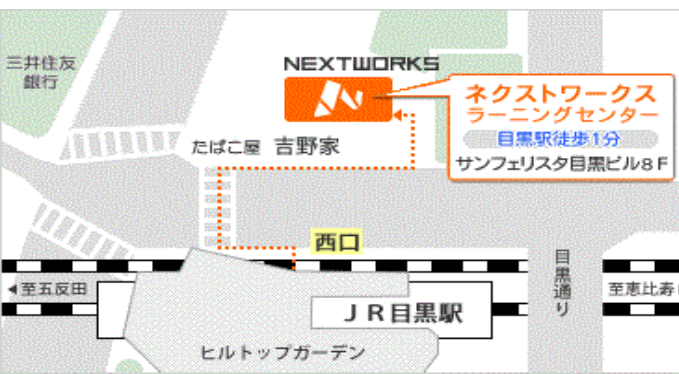 三井住友
銀行
NEXTWORKS
ネクストワークス
ラーニングセンター
目黒駅徒歩1分
サンフェリスタ目黒ビル8F
たばこ屋 吉野家
西口
目黒通り
◀至五反田
至恵比寿
JR目黒駅
ヒルトップガーデン